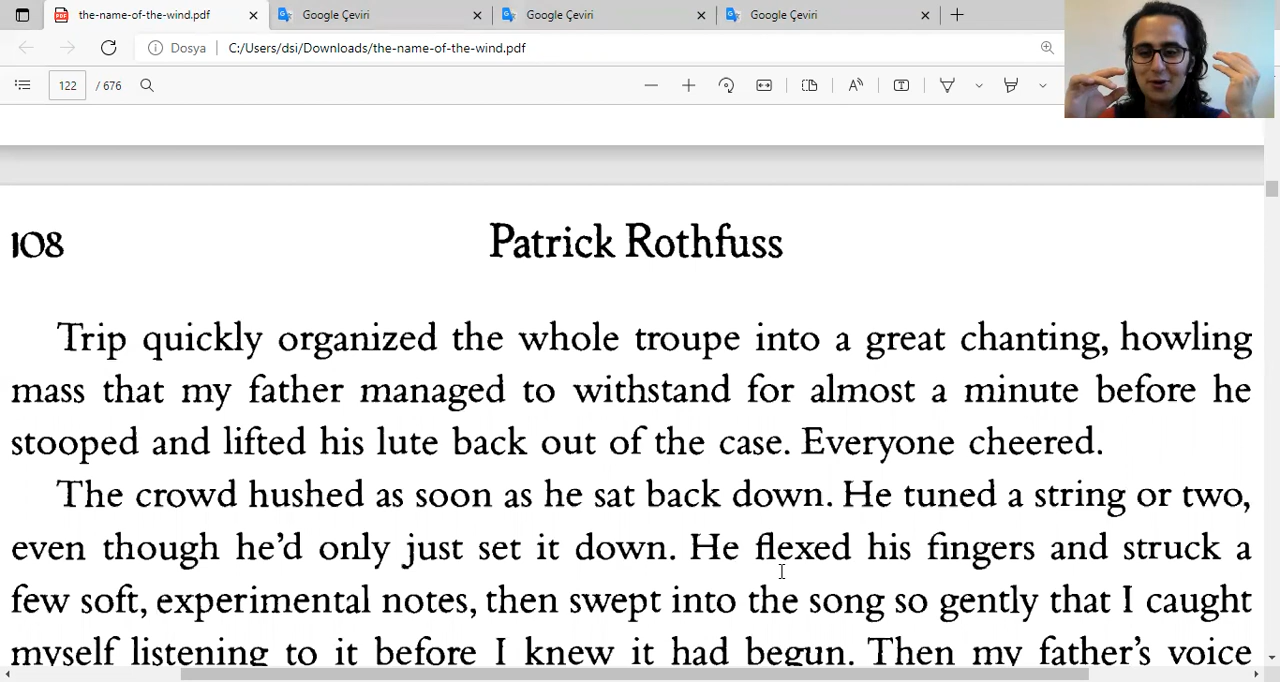 the-name-of-the-wind.pdf
Google Çeviri
Google Çeviri
Google Çeviri
Dosya
C:/Users/dsi/Downloads/the-name-of-the-wind.pdf
122 / 676
108
Patrick Rothfuss
Trip quickly organized the whole troupe into a great chanting, howling
mass that my father managed to withstand for almost a minute before he
stooped and lifted his lute back out of the case. Everyone cheered.
The crowd hushed as soon as he sat back down. He tuned a string or two,
even though he’d only just set it down. He flexed his fingers and struck a
few soft, experimental notes, then swept into the song so gently that I caught
myself listening to it before I knew it had begun. Then my father’s voice